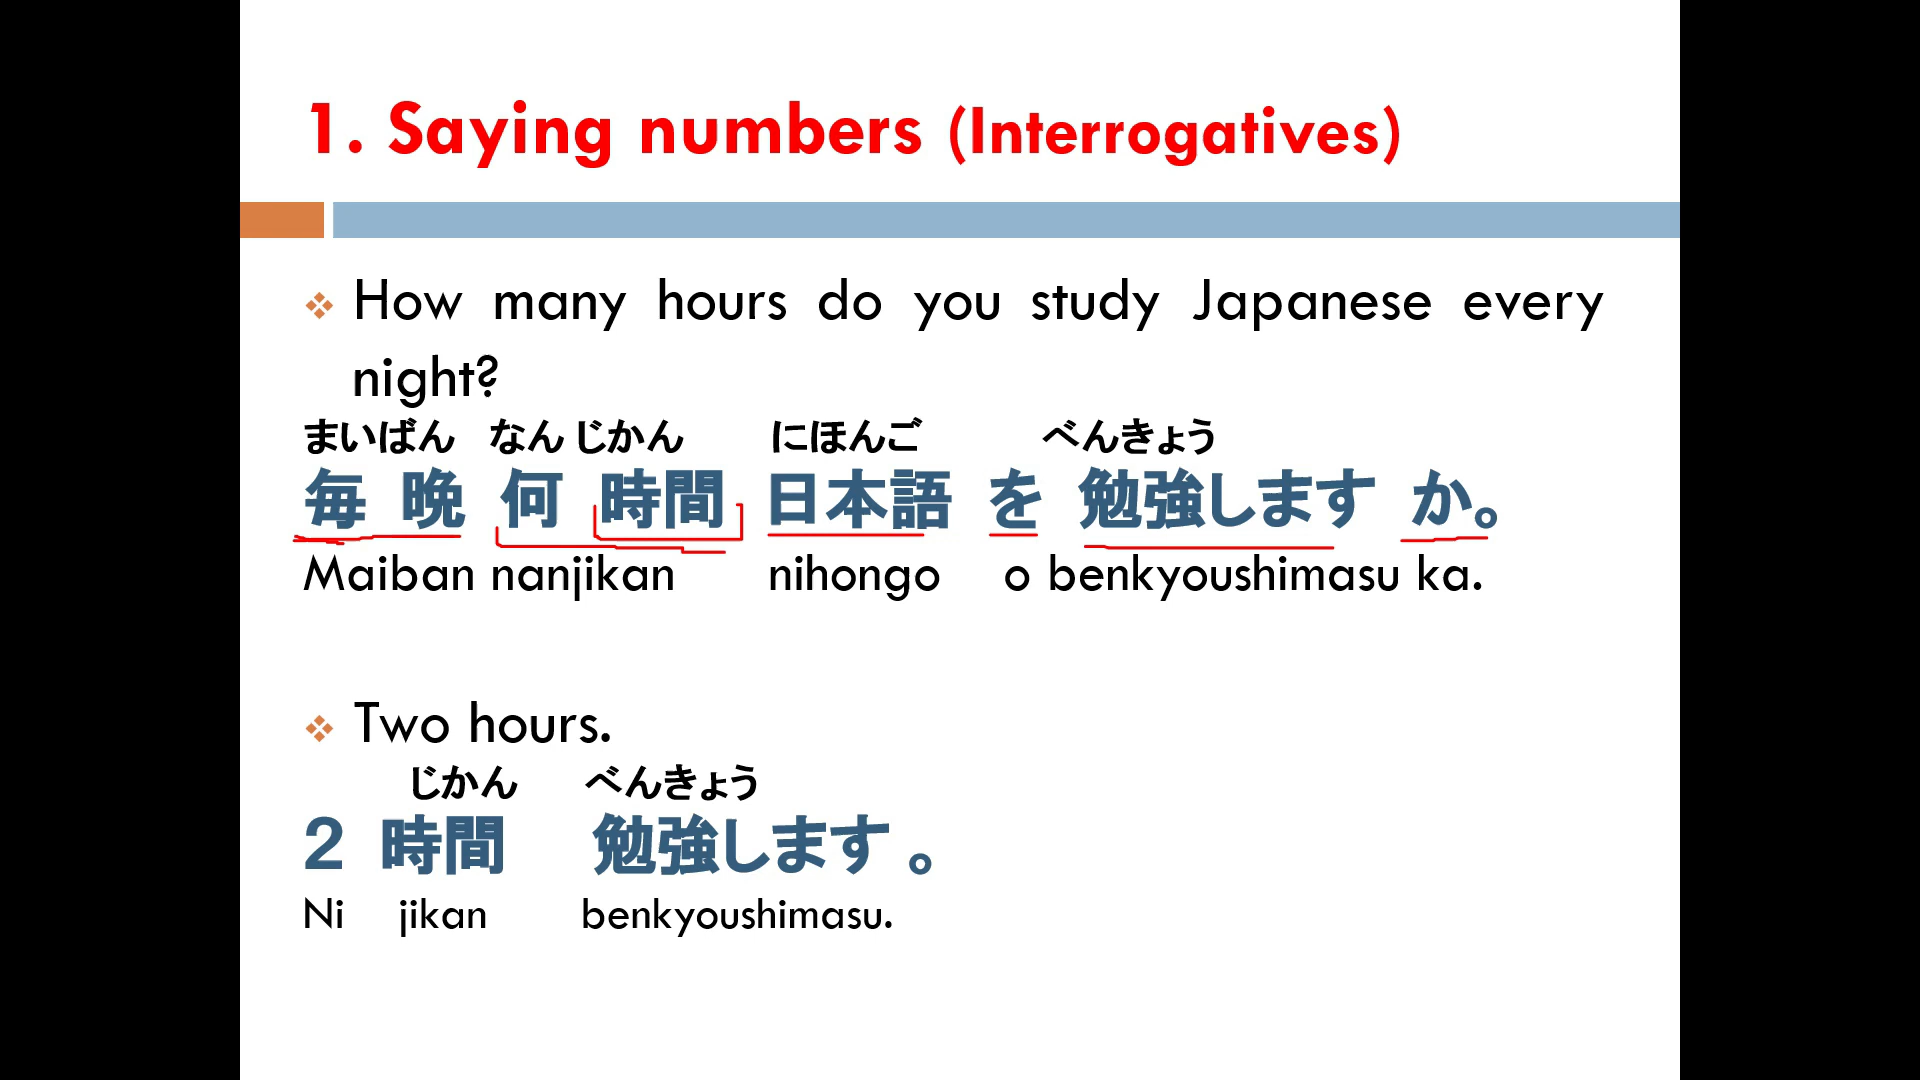 1. Saying numbers (Interrogatives)
How many hours do you study Japanese every
night?
まいばん なん じかん にほんご べんきょう
毎 晩 何 時間 日本語 を 勉強します か。
Maiban nanjikan nihongo o benkyoushimasu ka.
Two hours.
じかん べんきょう
2 時間 勉強します 。
Ni jikan benkyoushimasu.